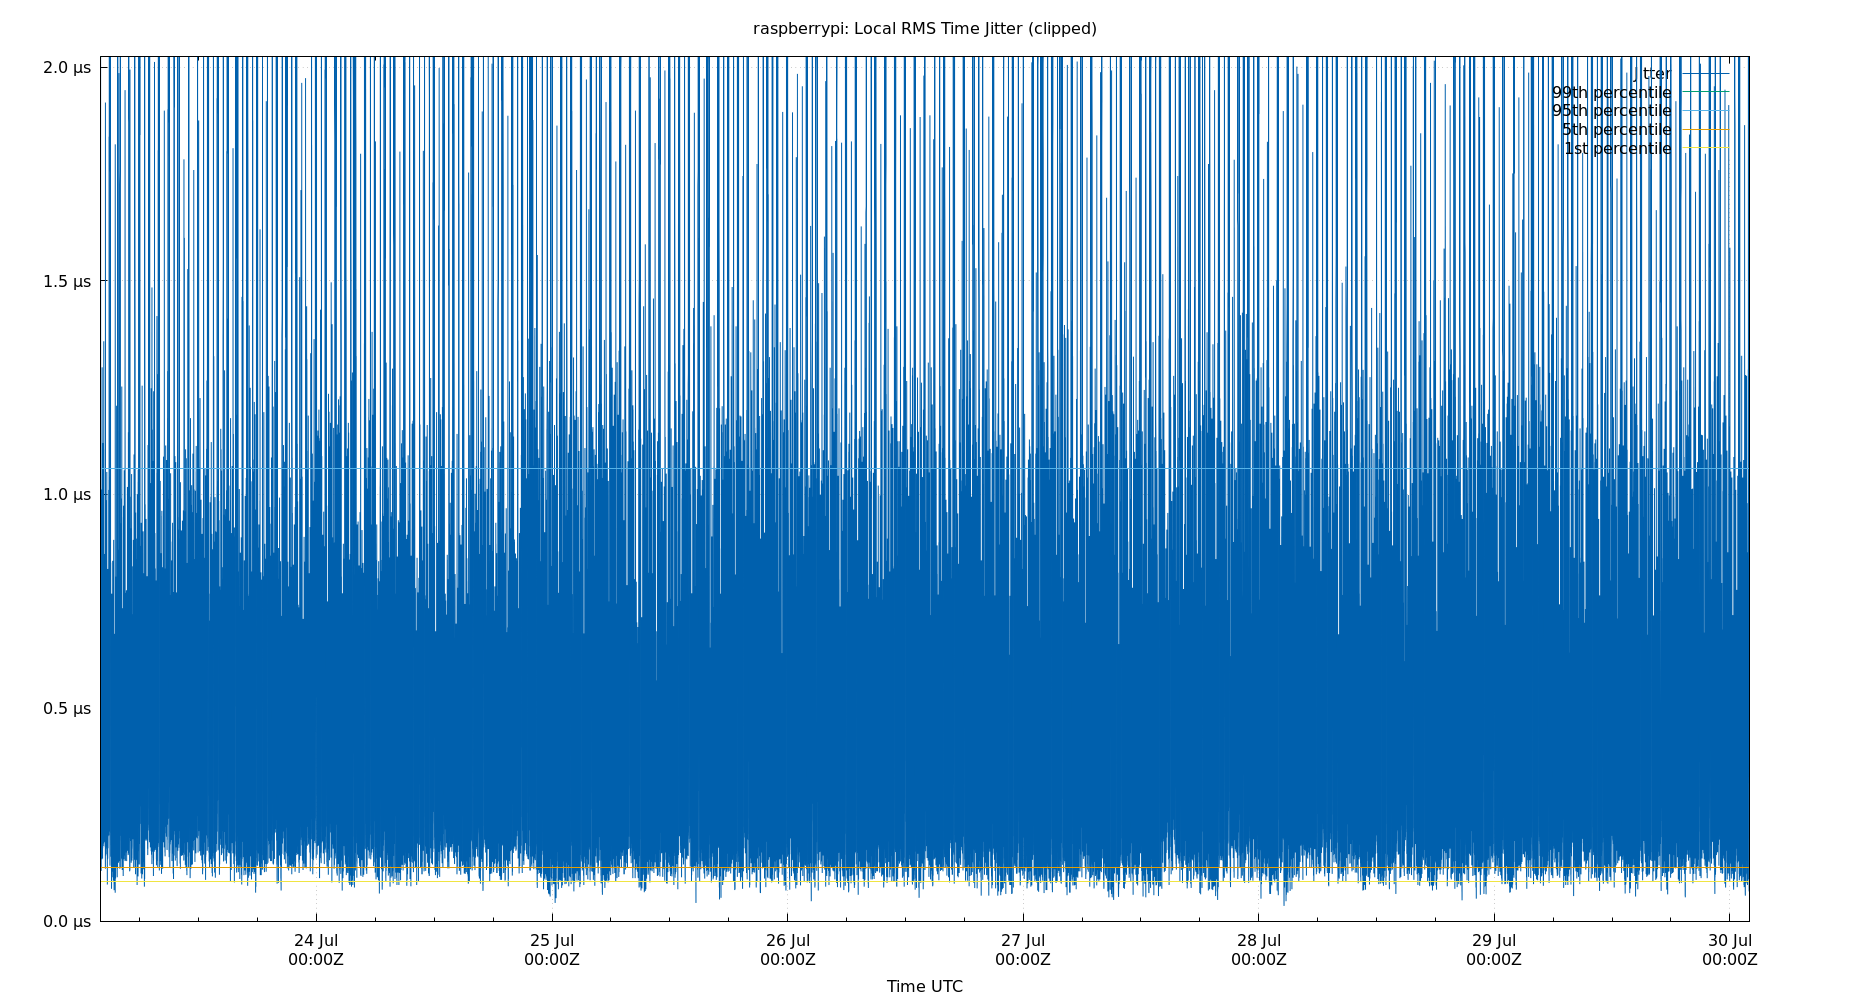 raspberrypi: Local RMS Time Jitter (clipped)
2.0 µs
1.5 µs
1.0 µs
0.5 µs
0.0 µs
Jitter
99th percentile
95th percentile
5th percentile
1st percentile
24 Jul 25 Jul 26 Jul 27 Jul 28 Jul 29 Jul 30 Jul
00:00Z 00:00Z 00:00Z 00:00Z 00:00Z 00:00Z 00:00Z
Time UTC